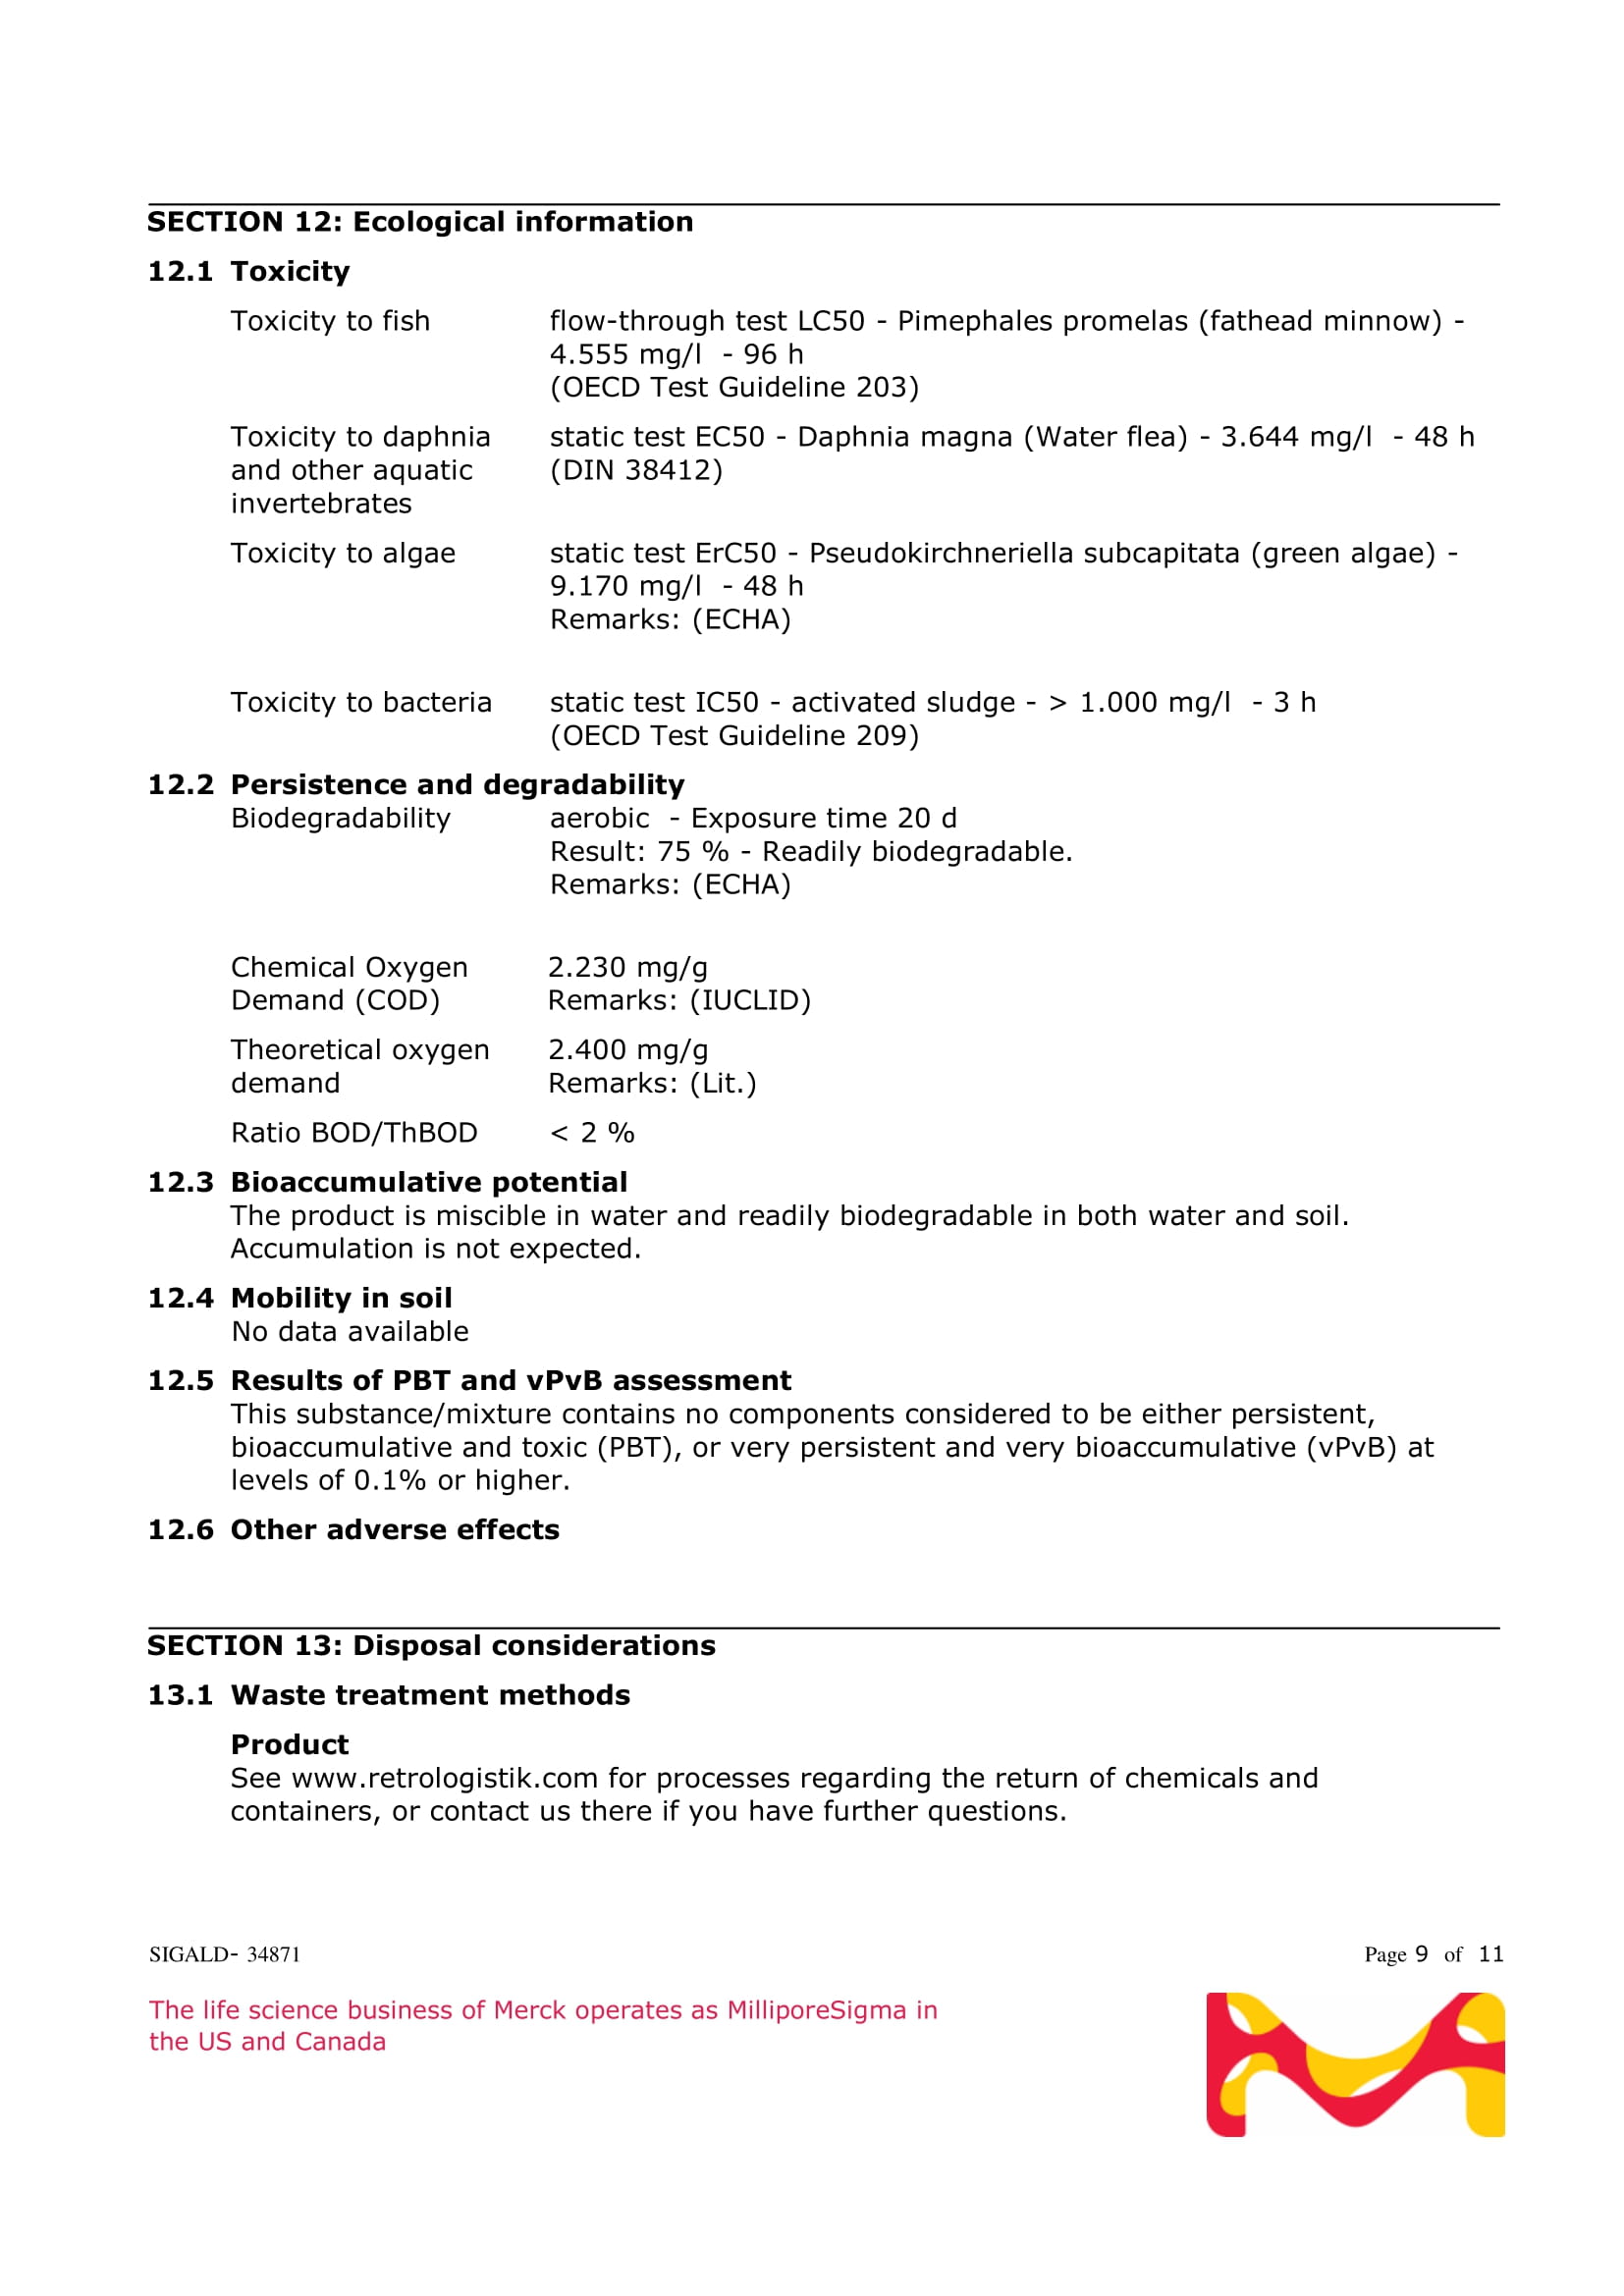 SECTION 12: Ecological information
12.1 Toxicity
Toxicity to fish flow-through test LC50 - Pimephales promelas (fathead minnow) -
4.555 mg/l - 96 h
(OECD Test Guideline 203)
Toxicity to daphnia static test EC50 - Daphnia magna (Water flea) - 3.644 mg/l - 48 h
and other aquatic (DIN 38412)
invertebrates
Toxicity to algae static test ErC50 - Pseudokirchneriella subcapitata (green algae) -
9.170 mg/l - 48 h
Remarks: (ECHA)
Toxicity to bacteria static test IC50 - activated sludge - > 1.000 mg/l - 3 h
(OECD Test Guideline 209)
12.2 Persistence and degradability
Biodegradability aerobic - Exposure time 20 d
Result: 75 % - Readily biodegradable.
Remarks: (ECHA)
Chemical Oxygen 2.230 mg/g
Demand (COD) Remarks: (IUCLID)
Theoretical oxygen 2.400 mg/g
demand Remarks: (Lit.)
Ratio BOD/ThBOD < 2 %
12.3 Bioaccumulative potential
The product is miscible in water and readily biodegradable in both water and soil.
Accumulation is not expected.
12.4 Mobility in soil
No data available
12.5 Results of PBT and vPvB assessment
This substance/mixture contains no components considered to be either persistent,
bioaccumulative and toxic (PBT), or very persistent and very bioaccumulative (vPvB) at
levels of 0.1% or higher.
12.6 Other adverse effects
SECTION 13: Disposal considerations
13.1 Waste treatment methods
Product
See www.retrologistik.com for processes regarding the return of chemicals and
containers, or contact us there if you have further questions.
SIGALD- 34871 Page 9 of 11
The life science business of Merck operates as MilliporeSigma in
the US and Canada